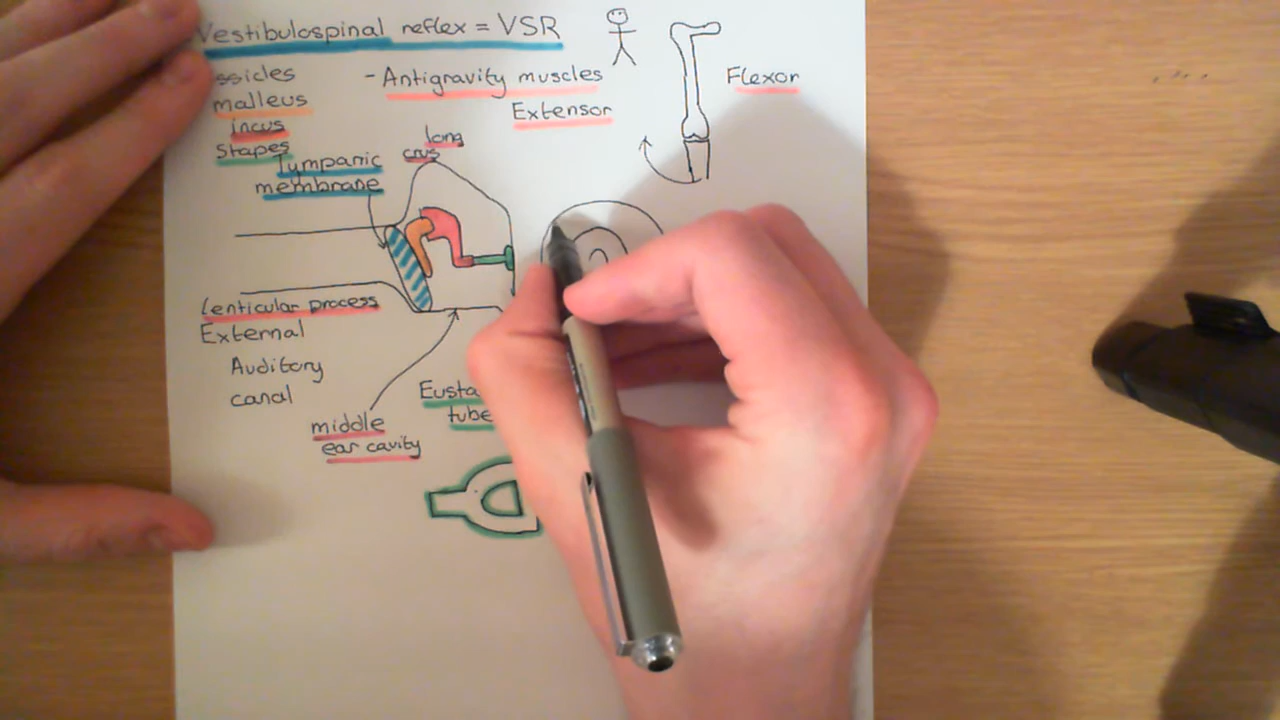 Vestibulospinal reflex = VSR
ssicles
malleus
incus
stapes
- Antigravity muscles
Extensor
Flexor
long
crus
Tympanic
membrane
lenticular process
External
Auditory
canal
middle
ear cavity
Eusta
tube